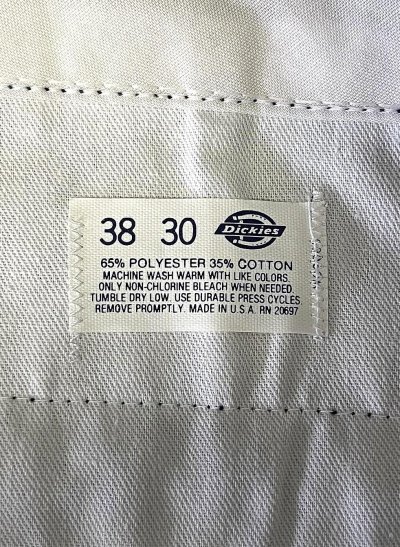 38 30 Dickies
65% POLYESTER 35% COTTON
MACHINE WASH WARM WITH LIKE COLORS.
ONLY NON-CHLORINE BLEACH WHEN NEEDED.
TUMBLE DRY LOW. USE DURABLE PRESS CYCLES.
REMOVE PROMPTLY. MADE IN U.S.A. RN 20697